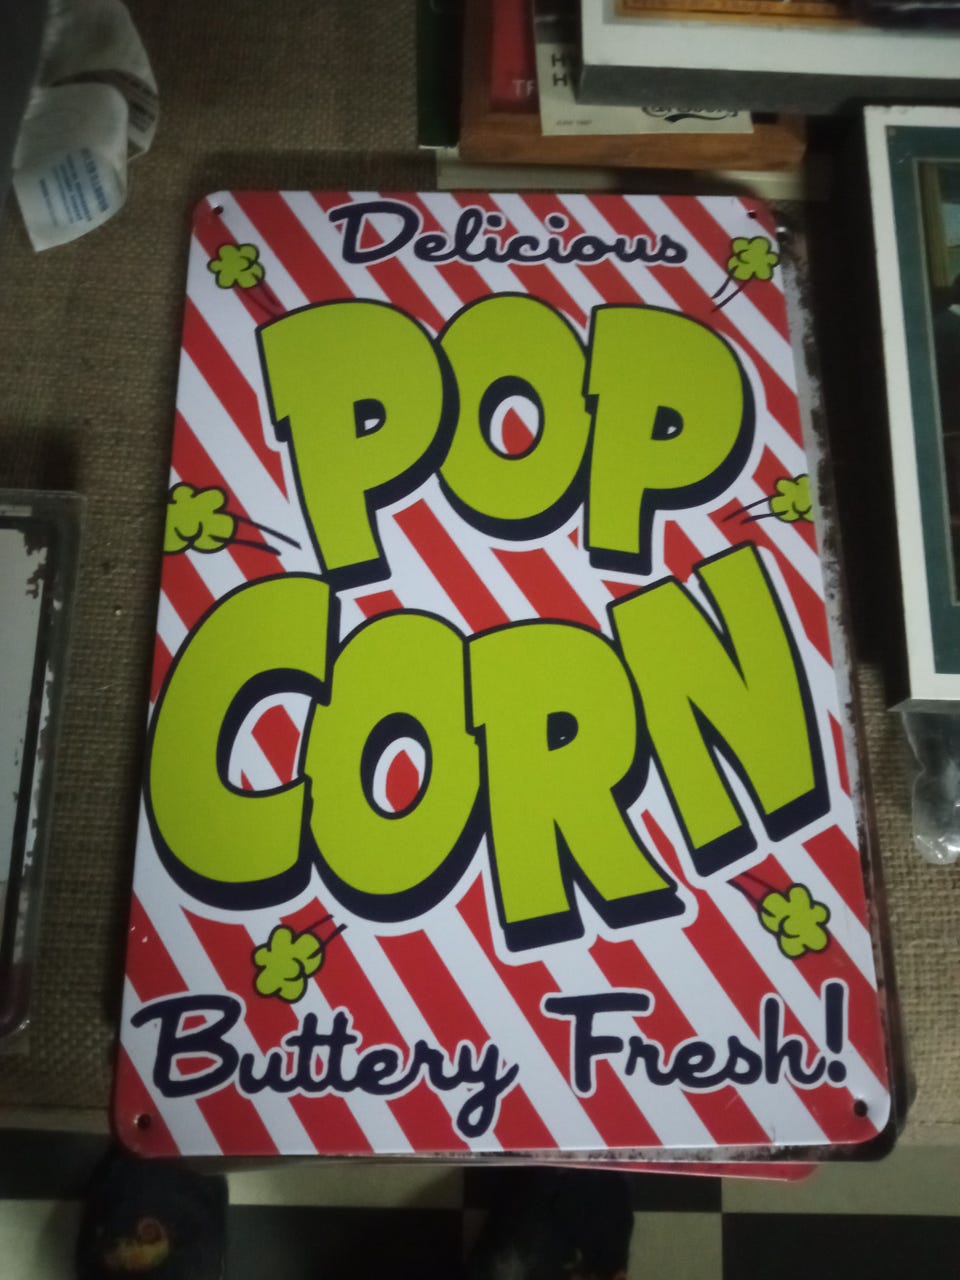 Delicious
POP
CORN
Buttery Fresh!